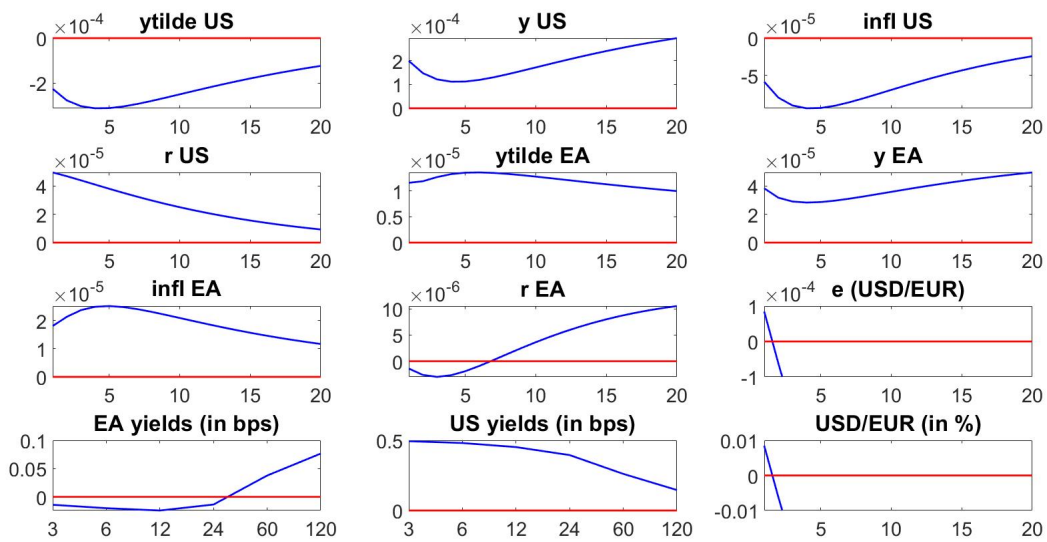 ytilde US
×10⁻⁴
0
-2
5 10 15 20
y US
×10⁻⁴
2
0
5 10 15 20
infl US
×10⁻⁵
0
-5
5 10 15 20
r US
×10⁻⁵
4
2
0
5 10 15 20
ytilde EA
×10⁻⁵
1
0.5
0
5 10 15 20
y EA
×10⁻⁵
4
2
0
5 10 15 20
infl EA
×10⁻⁵
2
1
0
5 10 15 20
r EA
×10⁻⁶
10
5
0
5 10 15 20
e (USD/EUR)
×10⁻⁴
1
0
-1
5 10 15 20
EA yields (in bps)
0.1
0.05
0
3 6 12 24 60 120
US yields (in bps)
0.5
0
3 6 12 24 60 120
USD/EUR (in %)
0.01
0
-0.01
5 10 15 20